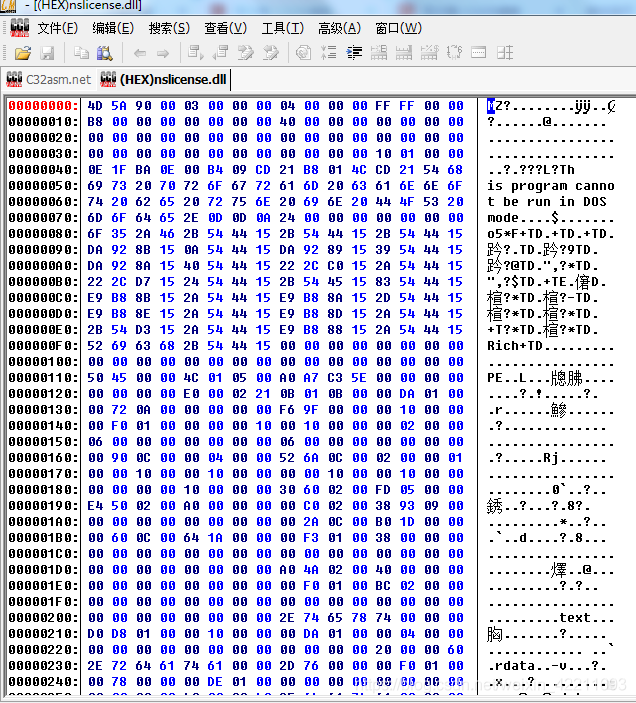 - [(HEX)nslicense.dll]
文件(F) 编辑(E) 搜索(S) 查看(V) 工具(T) 高级(A) 窗口(W)
C32asm.net (HEX)nslicense.dll
00000000: 4D 5A 90 00 03 00 00 00 04 00 00 00 FF FF 00 00 MZ?........ÿÿ..
00000010: B8 00 00 00 00 00 00 00 40 00 00 00 00 00 00 00 ?.......@.......
00000020: 00 00 00 00 00 00 00 00 00 00 00 00 00 00 00 00 ................
00000030: 00 00 00 00 00 00 00 00 00 00 00 00 10 01 00 00 ................
00000040: 0E 1F BA 0E 00 B4 09 CD 21 B8 01 4C CD 21 54 68 ..?.???L?Th
00000050: 69 73 20 70 72 6F 67 72 61 6D 20 63 61 6E 6E 6F is program canno
00000060: 74 20 62 65 20 72 75 6E 20 69 6E 20 44 4F 53 20 t be run in DOS
00000070: 6D 6F 64 65 2E 0D 0D 0A 24 00 00 00 00 00 00 00 mode....$.......
00000080: 6F 35 2A 46 2B 54 44 15 2B 54 44 15 2B 54 44 15 o5*F+TD.+TD.+TD.
00000090: DA 92 8B 15 0A 54 44 15 DA 92 89 15 39 54 44 15 趻?.TD.趻?9TD.
000000A0: DA 92 8A 15 40 54 44 15 22 2C C0 15 2A 54 44 15 趻?@TD.",?*TD.
000000B0: 22 2C D7 15 24 54 44 15 2B 54 45 15 83 54 44 15 ",?$TD.+TE.僒D.
000000C0: E9 B8 8B 15 2A 54 44 15 E9 B8 8A 15 2D 54 44 15 楦?*TD.楦?-TD.
000000D0: E9 B8 8E 15 2A 54 44 15 E9 B8 8D 15 2A 54 44 15 楦?*TD.楦?*TD.
000000E0: 2B 54 D3 15 2A 54 44 15 E9 B8 88 15 2A 54 44 15 +T?*TD.楦?*TD.
000000F0: 52 69 63 68 2B 54 44 15 00 00 00 00 00 00 00 00 Rich+TD.........
00000100: 00 00 00 00 00 00 00 00 00 00 00 00 00 00 00 00 ................
00000110: 50 45 00 00 4C 01 05 00 A0 A7 C3 5E 00 00 00 00 PE..L...
00000120: 00 00 00 00 E0 00 02 21 0B 01 0B 00 00 DA 01 00 ....?.!.....?.
00000130: 00 72 0A 00 00 00 00 00 F6 9F 00 00 00 10 00 00 .r......鰺......
00000140: 00 F0 01 00 00 00 00 10 00 10 00 00 00 02 00 00 .?.............
00000150: 06 00 00 00 00 00 00 00 06 00 00 00 00 00 00 00 ................
00000160: 00 90 0C 00 00 04 00 00 52 6A 0C 00 02 00 00 01 .?.....Rj......
00000170: 00 00 10 00 00 10 00 00 00 00 10 00 00 10 00 00 ................
00000180: 00 00 00 00 10 00 00 00 30 60 02 00 FD 05 00 00 ........0`..?..
00000190: E4 50 02 00 A0 00 00 00 00 C0 02 00 38 93 09 00 銹..?...?.8?.
000001A0: 00 00 00 00 00 00 00 00 00 2A 0C 00 B0 1D 00 00 .........*..?..
000001B0: 00 60 0C 00 64 1A 00 00 00 F3 01 00 38 00 00 00 .`..d....?.8...
000001C0: 00 00 00 00 00 00 00 00 00 00 00 00 00 00 00 00 ................
000001D0: 00 00 00 00 00 00 00 00 A0 4A 02 00 40 00 00 00 ..@...
000001E0: 00 00 00 00 00 00 00 00 00 F0 01 00 BC 02 00 00 .........?.?..
000001F0: 00 00 00 00 00 00 00 00 00 00 00 00 00 00 00 00 ................
00000200: 00 00 00 00 00 00 00 00 2E 74 65 78 74 00 00 00 .........text...
00000210: D0 D8 01 00 00 10 00 00 00 DA 01 00 00 04 00 00 胸.......?.....
00000220: 00 00 00 00 00 00 00 00 00 00 00 00 20 00 00 60 ............ ..`
00000230: 2E 72 64 61 74 61 00 00 2D 76 00 00 00 F0 01 00 .rdata..-v...?.
00000240: 00 78 00 00 00 DE 01 00 00 00 00 00 00 00 00 00 .x...?.........